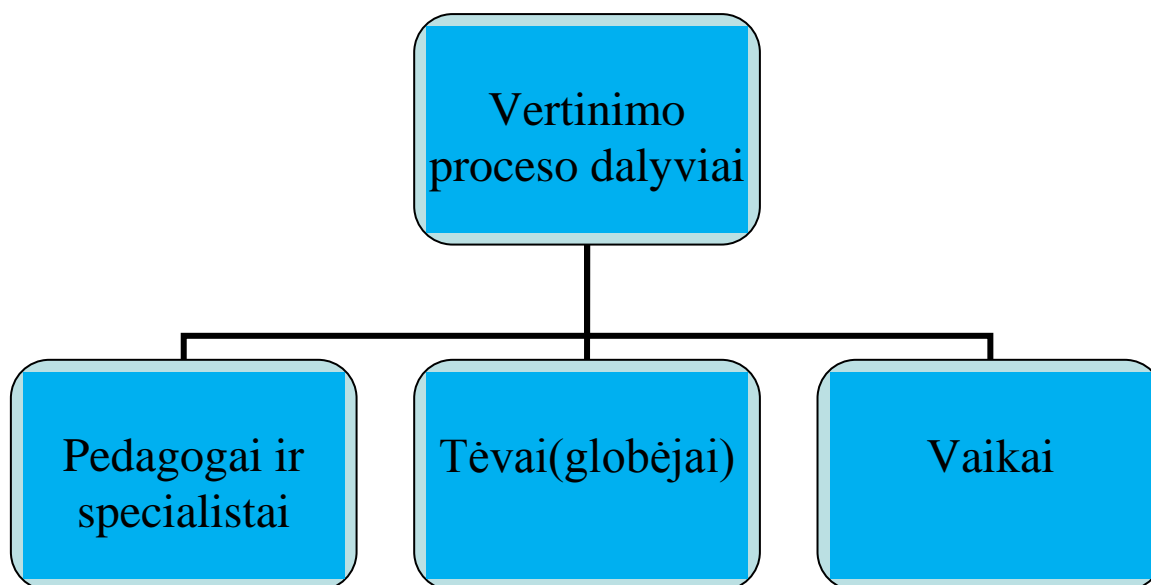 Vertinimo
proceso dalyviai
Pedagogai ir
specialistai
Tėvai(globėjai)
Vaikai